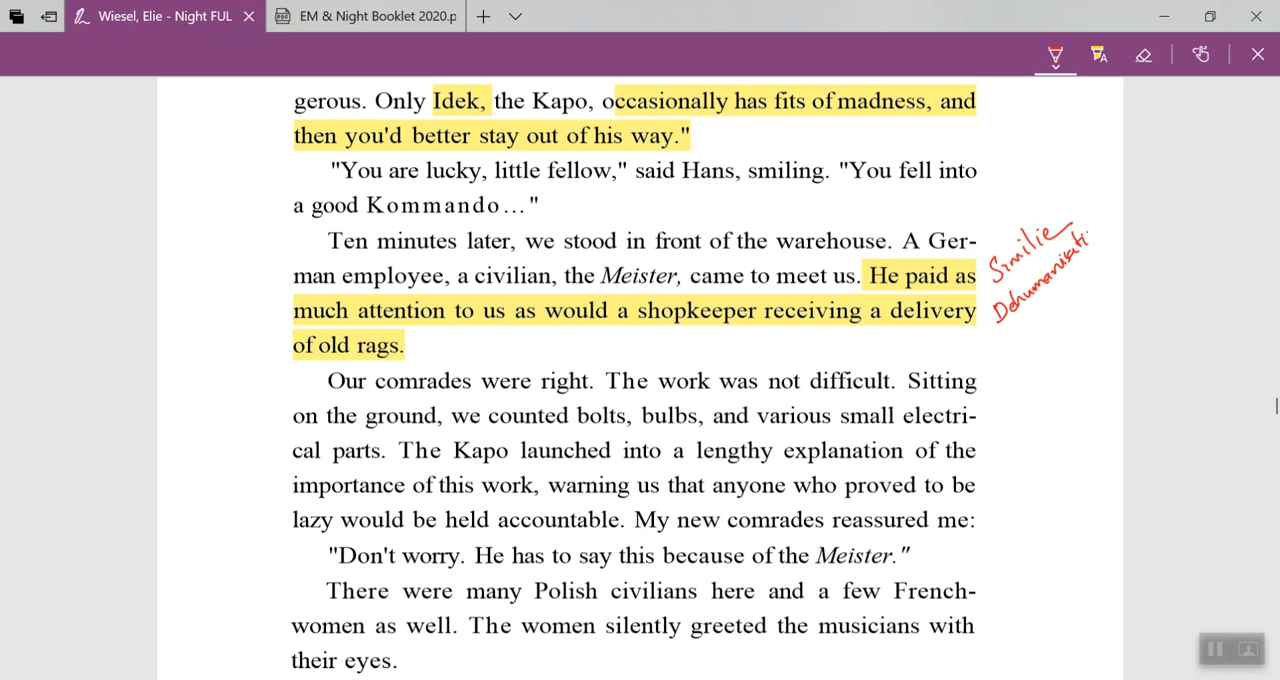 Wiesel, Elie - Night FUL
EM & Night Booklet 2020.p
gerous. Only Idek, the Kapo, occasionally has fits of madness, and
then you'd better stay out of his way."
"You are lucky, little fellow," said Hans, smiling. "You fell into
a good Kommando..."
Ten minutes later, we stood in front of the warehouse. A Ger-
man employee, a civilian, the Meister, came to meet us. He paid as
much attention to us as would a shopkeeper receiving a delivery
of old rags.
Similie
Dehumanisati
Our comrades were right. The work was not difficult. Sitting
on the ground, we counted bolts, bulbs, and various small electri-
cal parts. The Kapo launched into a lengthy explanation of the
importance of this work, warning us that anyone who proved to be
lazy would be held accountable. My new comrades reassured me:
"Don't worry. He has to say this because of the Meister."
There were many Polish civilians here and a few French-
women as well. The women silently greeted the musicians with
their eyes.